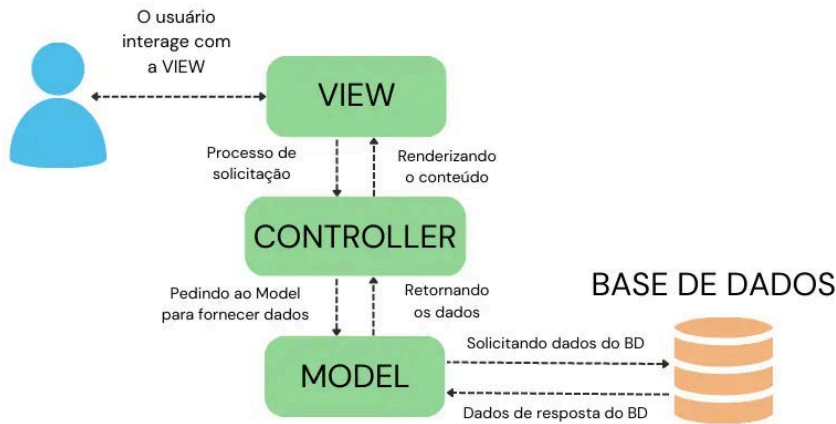 O usuário
interage com
a VIEW
VIEW
Processo de
solicitação
Renderizando
o conteúdo
CONTROLLER
Pedindo ao Model
para fornecer dados
Retornando
os dados
BASE DE DADOS
Solicitando dados do BD
MODEL
Dados de resposta do BD